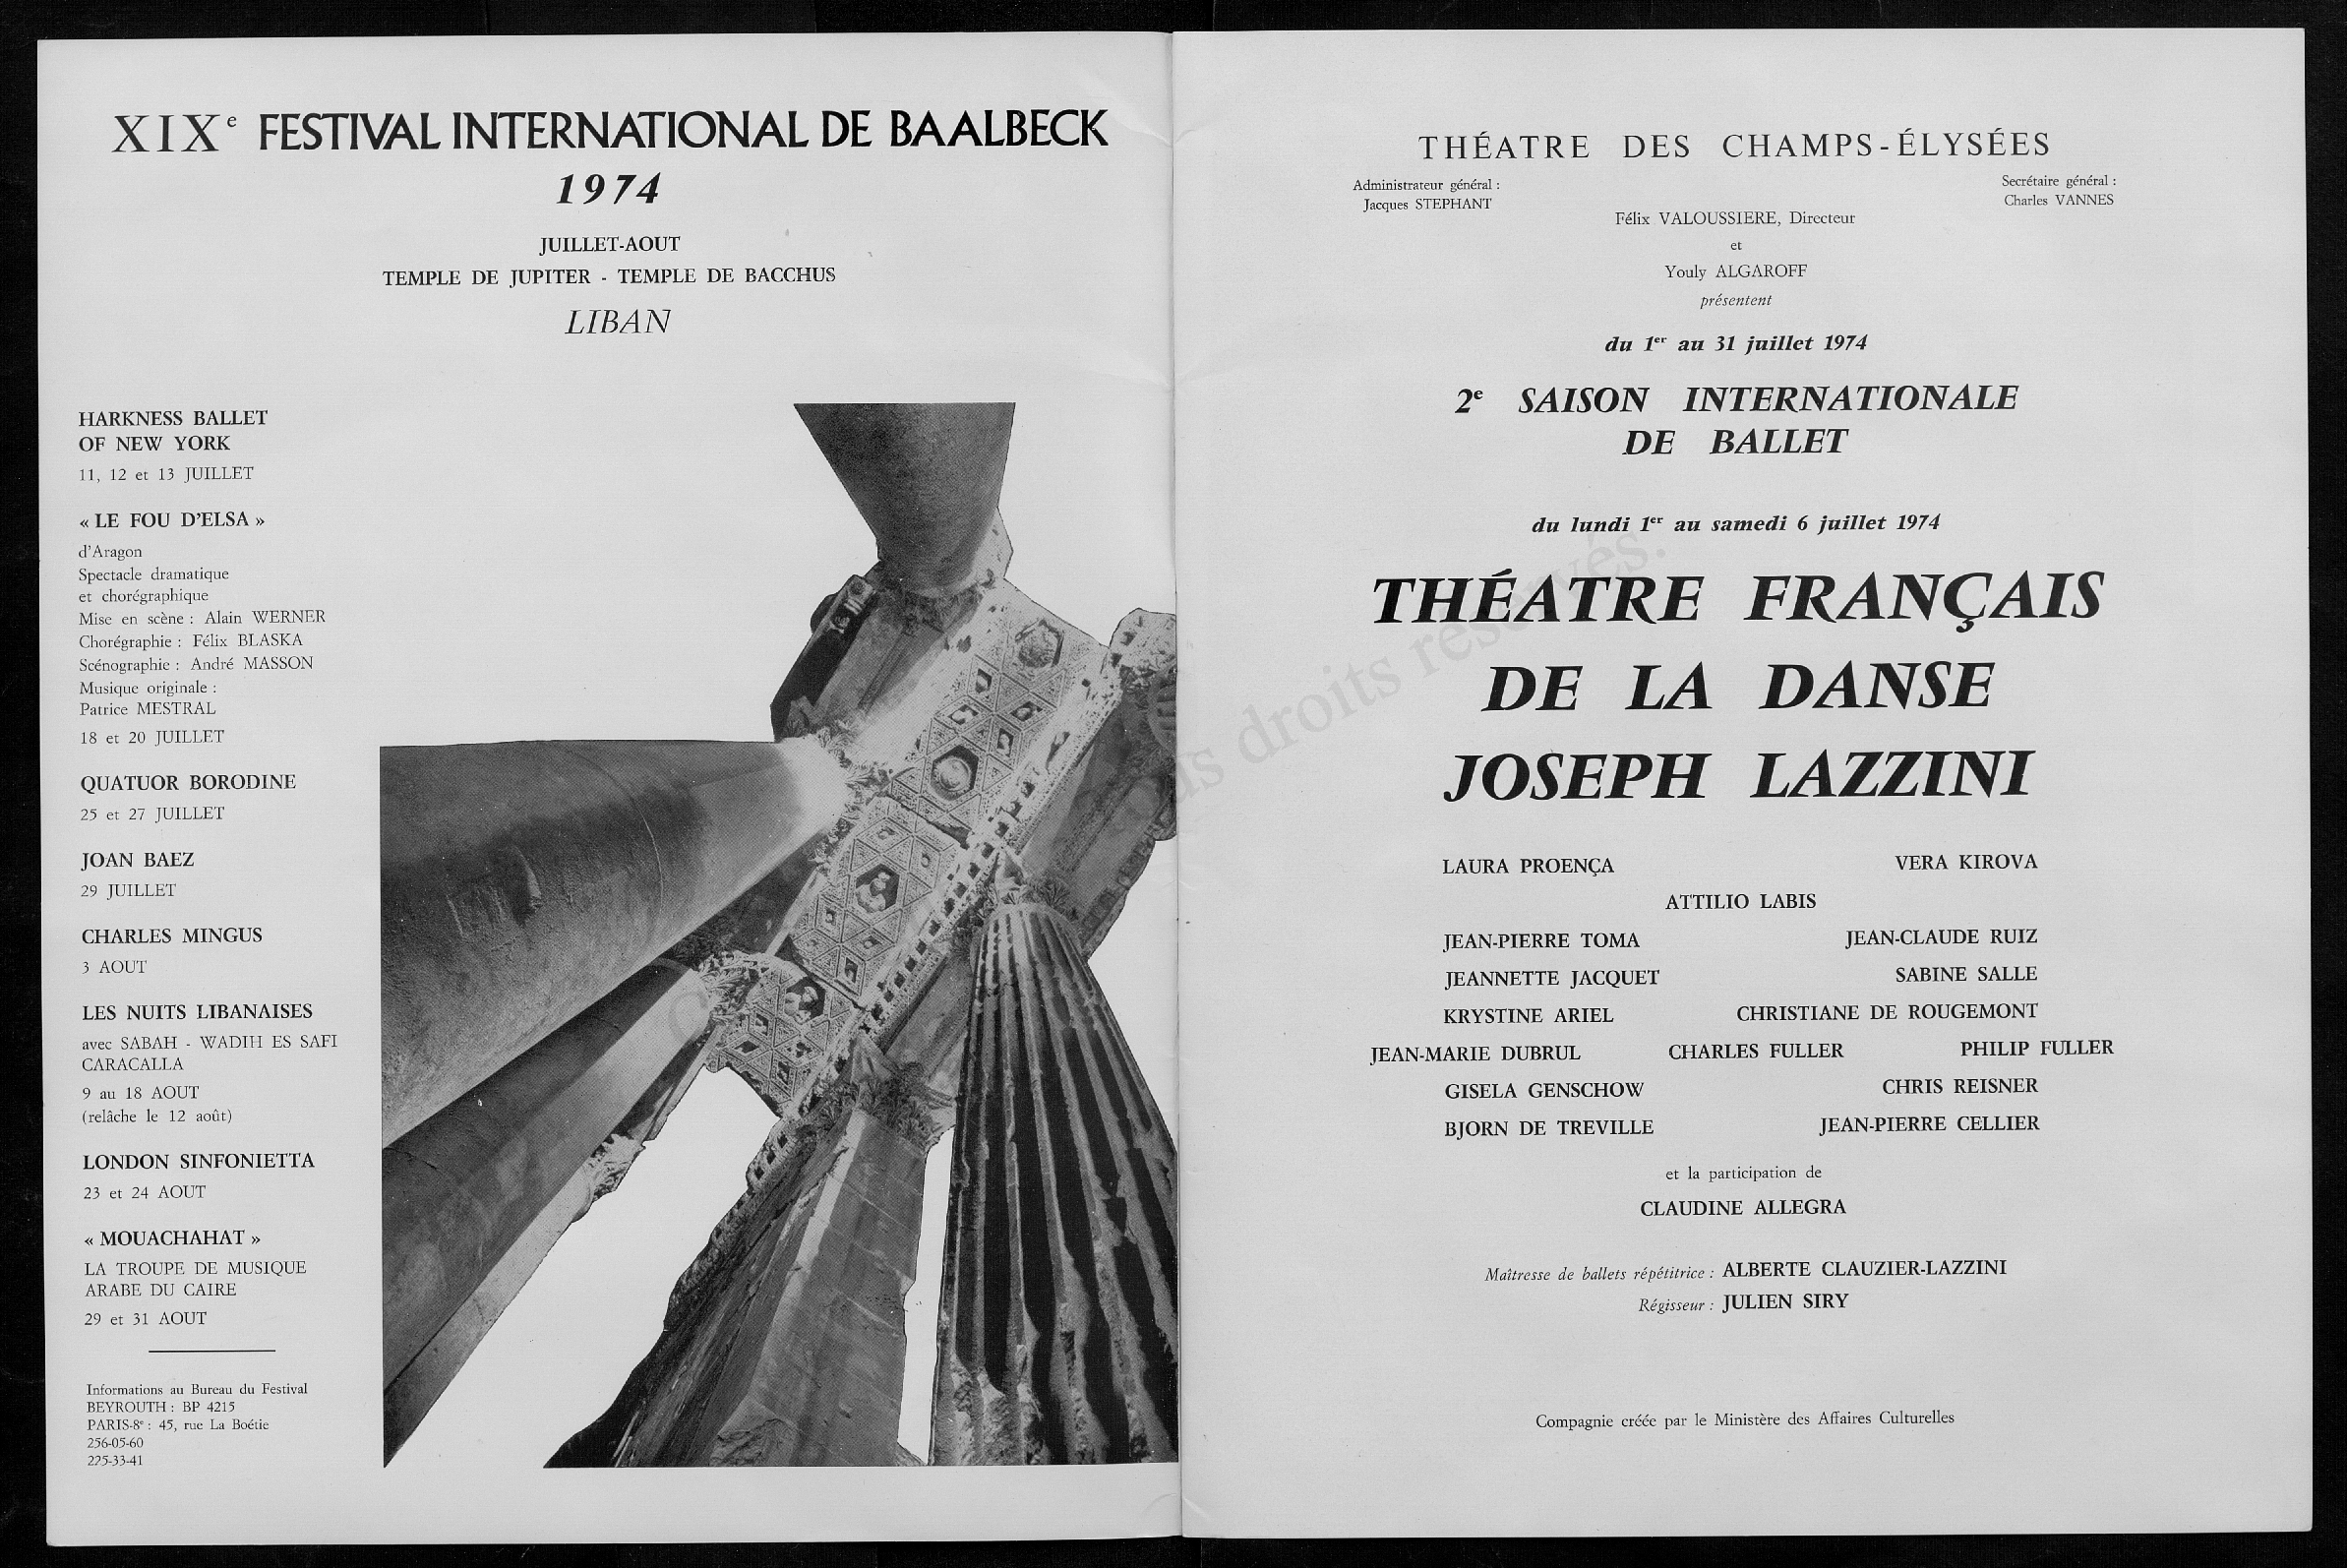 XIXe FESTIVAL INTERNATIONAL DE BAALBECK
1974
JUILLET-AOUT
TEMPLE DE JUPITER - TEMPLE DE BACCHUS
LIBAN
HARKNESS BALLET
OF NEW YORK
11, 12 et 13 JUILLET
« LE FOU D'ELSA »
d'Aragon
Spectacle dramatique
et chorégraphique
Mise en scène : Alain WERNER
Chorégraphie : Félix BLASKA
Scénographie : André MASSON
Musique originale :
Patrice MESTRAL
18 et 20 JUILLET
QUATUOR BORODINE
25 et 27 JUILLET
JOAN BAEZ
29 JUILLET
CHARLES MINGUS
3 AOUT
LES NUITS LIBANAISES
avec SABAH - WADIH ES SAFI
CARACALLA
9 au 18 AOUT
(relâche le 12 août)
LONDON SINFONIETTA
23 et 24 AOUT
« MOUACHAHAT »
LA TROUPE DE MUSIQUE
ARABE DU CAIRE
29 et 31 AOUT
Informations au Bureau du Festival
BEYROUTH : BP 4215
PARIS-8e : 45, rue La Boétie
256-05-60
225-33-41
THÉATRE DES CHAMPS-ÉLYSÉES
Administrateur général :
Jacques STEPHANT
Secrétaire général :
Charles VANNES
Félix VALOUSSIERE, Directeur
et
Youly ALGAROFF
présentent
du 1er au 31 juillet 1974
2e SAISON INTERNATIONALE
DE BALLET
du lundi 1er au samedi 6 juillet 1974
THÉATRE FRANÇAIS
DE LA DANSE
JOSEPH LAZZINI
LAURA PROENÇA VERA KIROVA
ATTILIO LABIS
JEAN-PIERRE TOMA JEAN-CLAUDE RUIZ
JEANNETTE JACQUET SABINE SALLE
KRYSTINE ARIEL CHRISTIANE DE ROUGEMONT
JEAN-MARIE DUBRUL CHARLES FULLER PHILIP FULLER
GISELA GENSCHOW CHRIS REISNER
BJORN DE TREVILLE JEAN-PIERRE CELLIER
et la participation de
CLAUDINE ALLEGRA
Maîtresse de ballets répétitrice : ALBERTE CLAUZIER-LAZZINI
Régisseur : JULIEN SIRY
Compagnie créée par le Ministère des Affaires Culturelles
droits réservés.